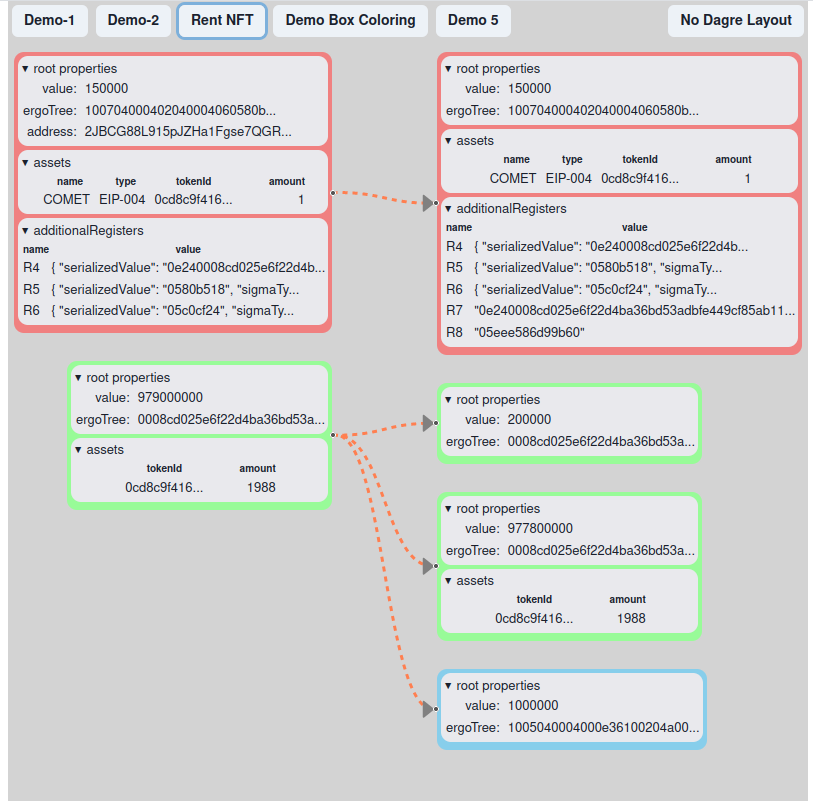 Demo-1 Demo-2 Rent NFT Demo Box Coloring Demo 5 No Dagre Layout
▼ root properties
value: 150000
ergoTree: 100704000402040004060580b...
address: 2JBCG88L915pJZHa1Fgse7QGR...
▼ assets
name type tokenId amount
COMET EIP-004 0cd8c9f416... 1
▼ additionalRegisters
name value
R4 { "serializedValue": "0e240008cd025e6f22d4b...
R5 { "serializedValue": "0580b518", "sigmaTy...
R6 { "serializedValue": "05c0cf24", "sigmaTy...
▼ root properties
value: 150000
ergoTree: 100704000402040004060580b...
▼ assets
name type tokenId amount
COMET EIP-004 0cd8c9f416... 1
▼ additionalRegisters
name value
R4 { "serializedValue": "0e240008cd025e6f22d4b...
R5 { "serializedValue": "0580b518", "sigmaTy...
R6 { "serializedValue": "05c0cf24", "sigmaTy...
R7 "0e240008cd025e6f22d4ba36bd53adbfe449cf85ab11...
R8 "05eee586d99b60"
▼ root properties
value: 979000000
ergoTree: 0008cd025e6f22d4ba36bd53a...
▼ assets
tokenId amount
0cd8c9f416... 1988
▼ root properties
value: 200000
ergoTree: 0008cd025e6f22d4ba36bd53a...
▼ root properties
value: 977800000
ergoTree: 0008cd025e6f22d4ba36bd53a...
▼ assets
tokenId amount
0cd8c9f416... 1988
▼ root properties
value: 1000000
ergoTree: 1005040004000e36100204a00...